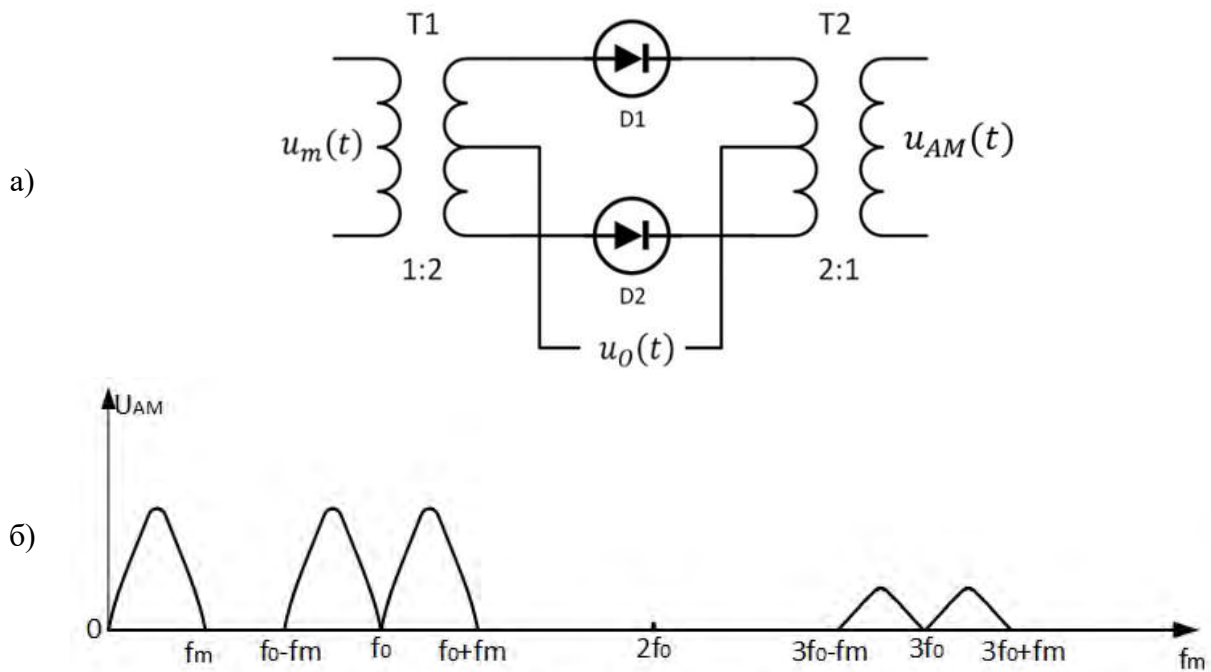 T1 T2
D1
u_m(t) u_AM(t)
а)
1:2 2:1
D2
u_O(t)
U_AM
б)
0
f_m f_0-f_m f_0 f_0+f_m 2f_0 3f_0-f_m 3f_0 3f_0+f_m f_m